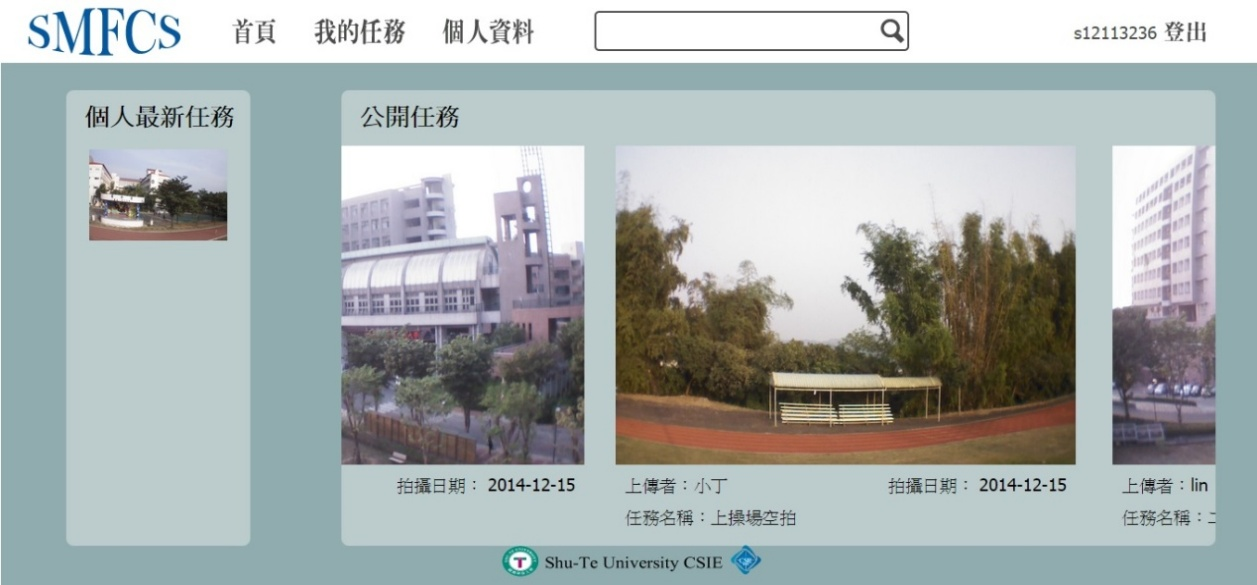 SMFCS 首頁 我的任務 個人資料 s12113236 登出
個人最新任務
公開任務
拍攝日期： 2014-12-15
上傳者：小丁 拍攝日期： 2014-12-15
任務名稱：上操場空拍
上傳者：lin
任務名稱：
Shu-Te University CSIE